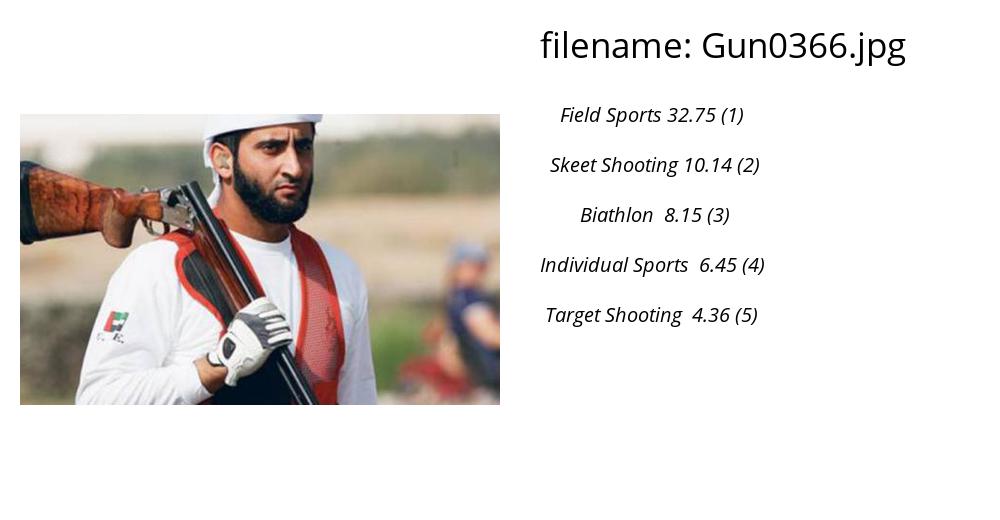 filename: Gun0366.jpg
Field Sports 32.75 (1)
Skeet Shooting 10.14 (2)
Biathlon 8.15 (3)
Individual Sports 6.45 (4)
Target Shooting 4.36 (5)